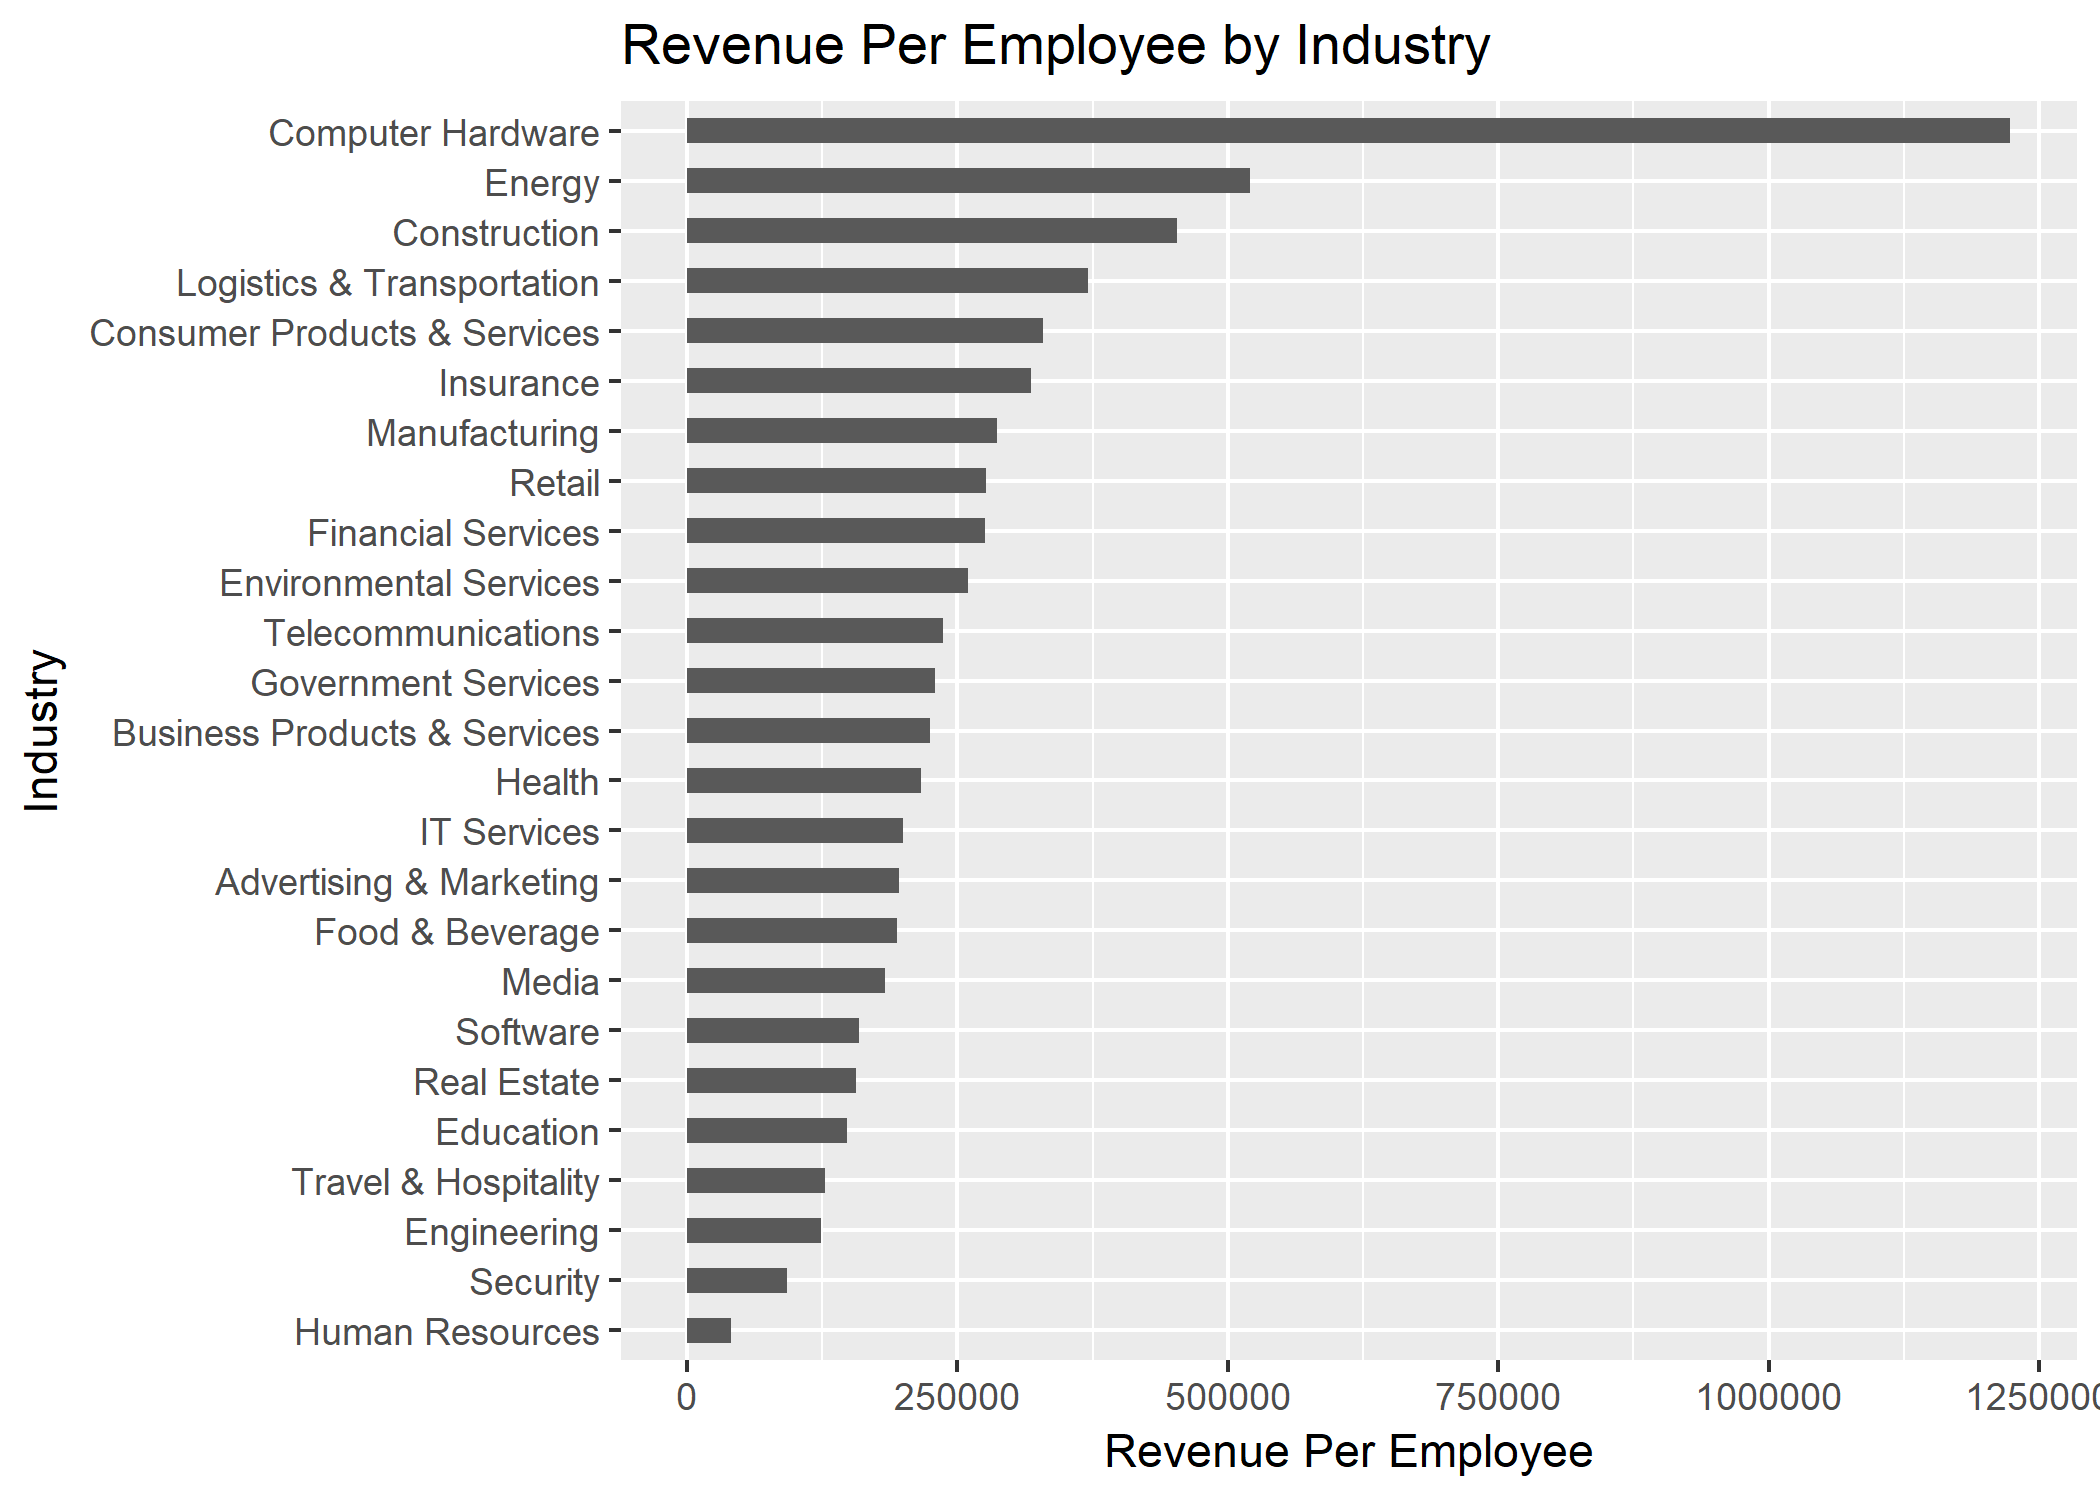 Revenue Per Employee by Industry
Industry
Computer Hardware
Energy
Construction
Logistics & Transportation
Consumer Products & Services
Insurance
Manufacturing
Retail
Financial Services
Environmental Services
Telecommunications
Government Services
Business Products & Services
Health
IT Services
Advertising & Marketing
Food & Beverage
Media
Software
Real Estate
Education
Travel & Hospitality
Engineering
Security
Human Resources
0 250000 500000 750000 1000000 1250000
Revenue Per Employee